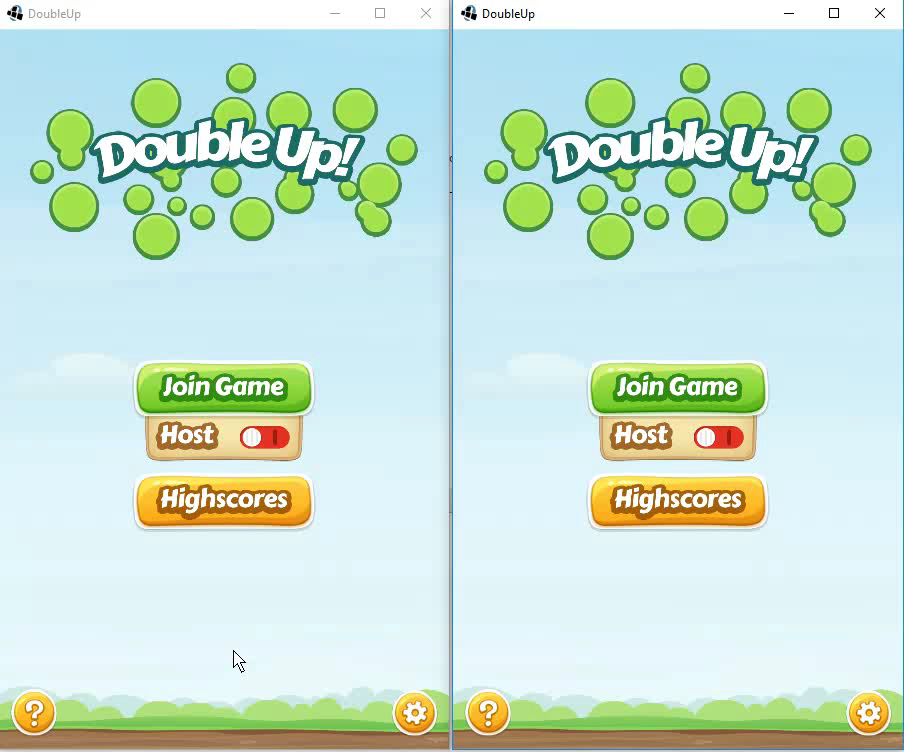 DoubleUp
Double Up!
Join Game
Host
Highscores
?
DoubleUp
Double Up!
Join Game
Host
Highscores
?